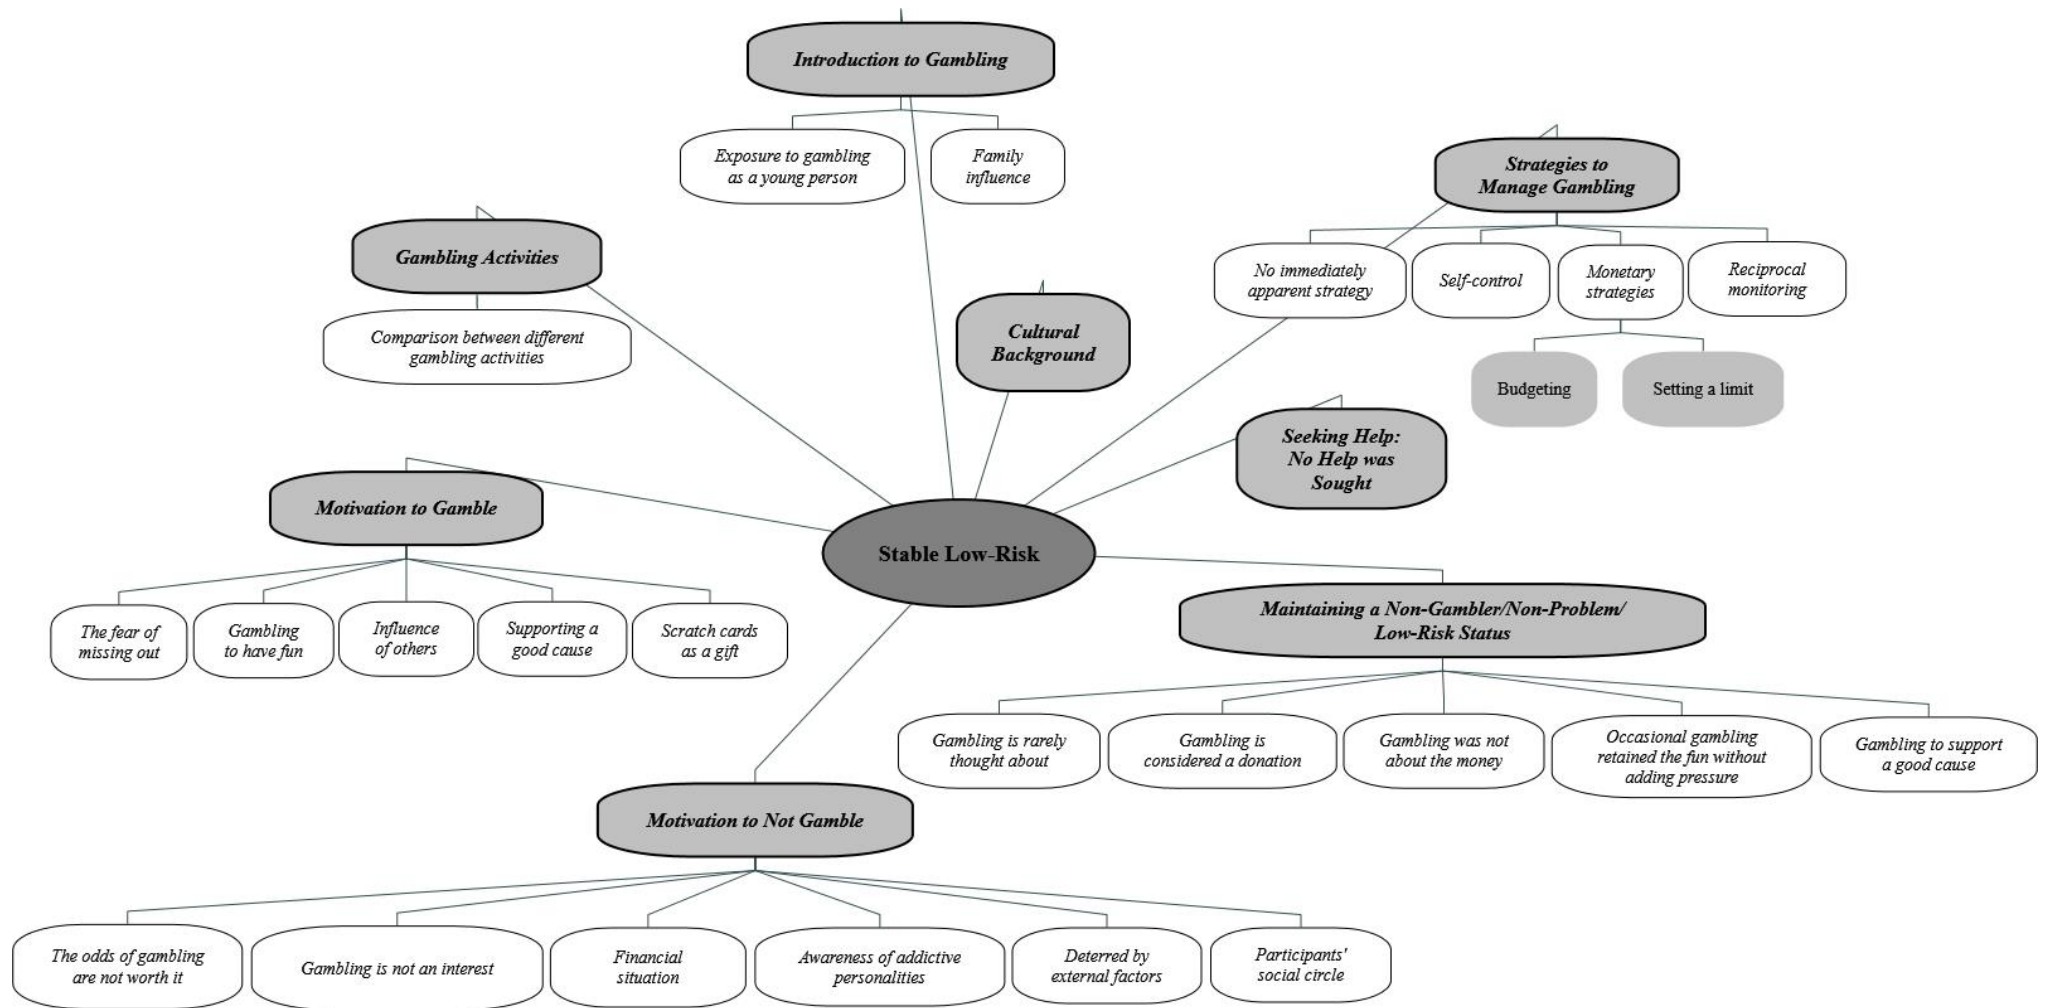 Introduction to Gambling
Exposure to gambling
as a young person
Family
influence
Strategies to
Manage Gambling
No immediately
apparent strategy
Self-control
Monetary
strategies
Reciprocal
monitoring
Budgeting
Setting a limit
Gambling Activities
Comparison between different
gambling activities
Cultural
Background
Seeking Help:
No Help was
Sought
Motivation to Gamble
The fear of
missing out
Gambling
to have fun
Influence
of others
Supporting a
good cause
Scratch cards
as a gift
Stable Low-Risk
Maintaining a Non-Gambler/Non-Problem/
Low-Risk Status
Gambling is rarely
thought about
Gambling is
considered a donation
Gambling was not
about the money
Occasional gambling
retained the fun without
adding pressure
Gambling to support
a good cause
Motivation to Not Gamble
The odds of gambling
are not worth it
Gambling is not an interest
Financial
situation
Awareness of addictive
personalities
Deterred by
external factors
Participants'
social circle